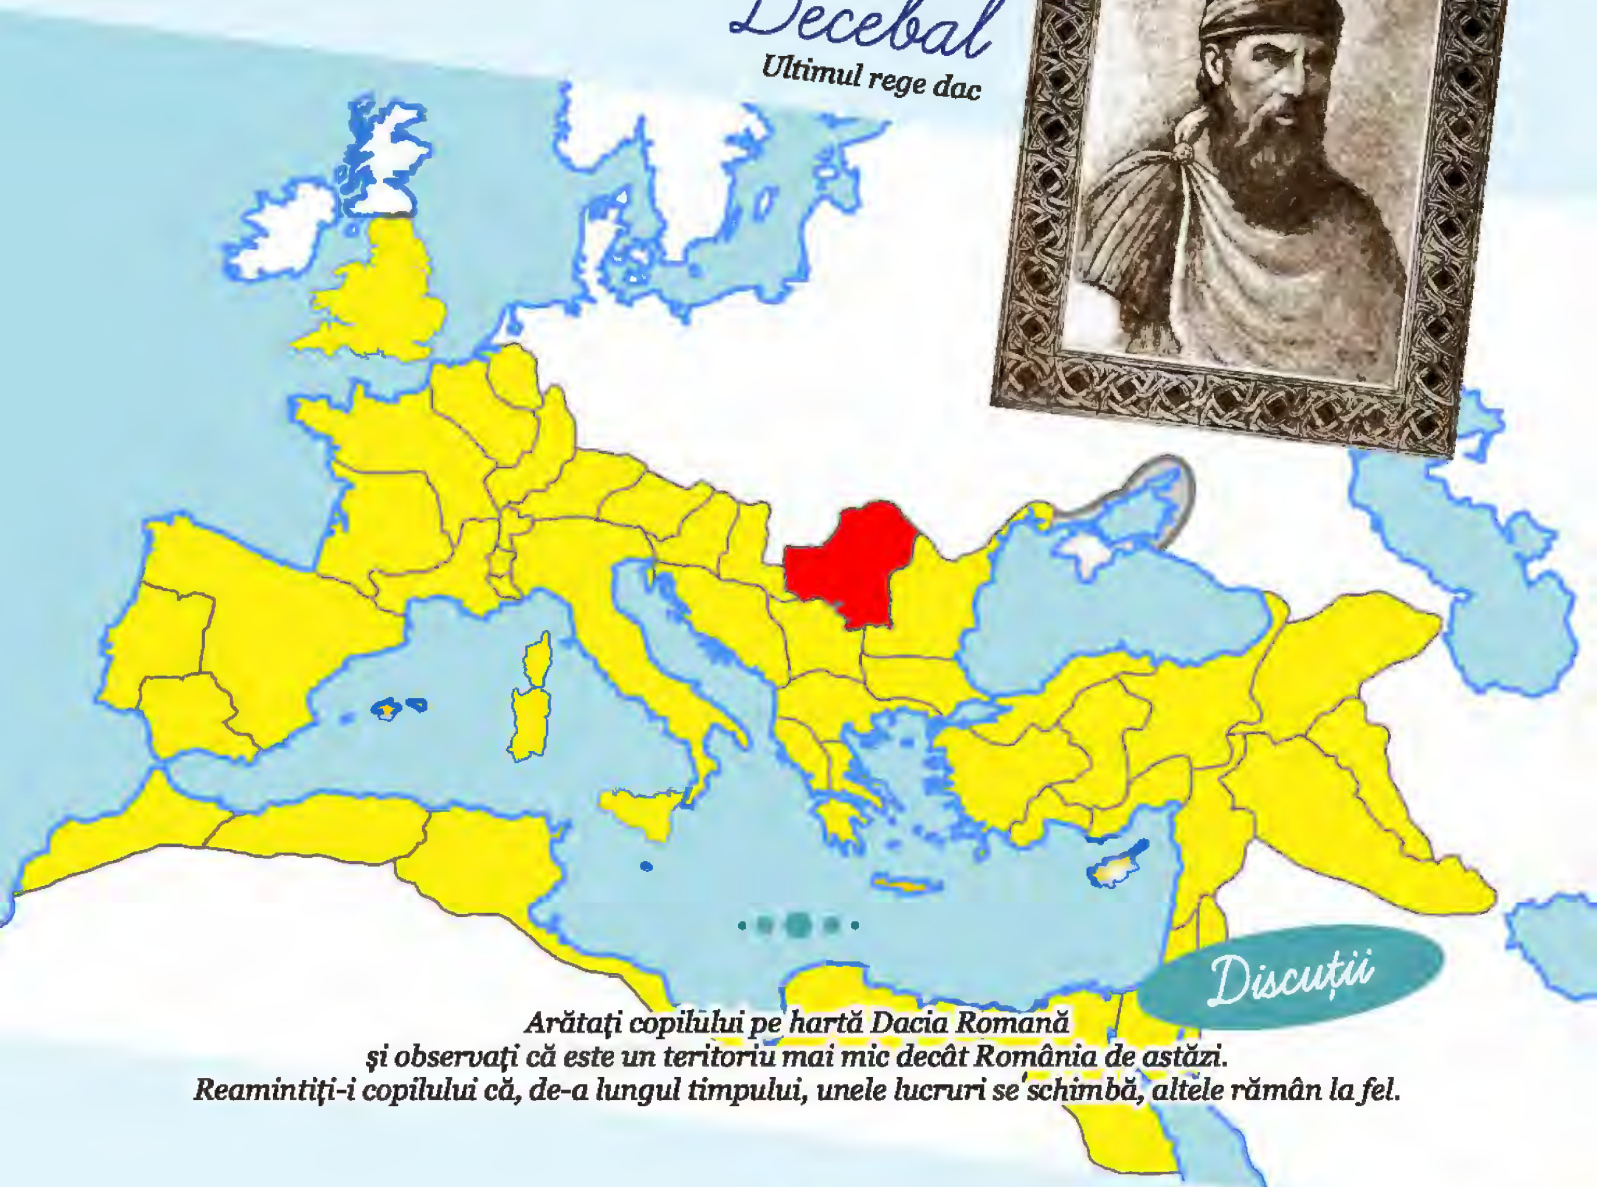 Decebal
Ultimul rege dac
Discuții
Arătați copilului pe hartă Dacia Romană
și observați că este un teritoriu mai mic decât România de astăzi.
Reamintiți-i copilului că, de-a lungul timpului, unele lucruri se schimbă, altele rămân la fel.